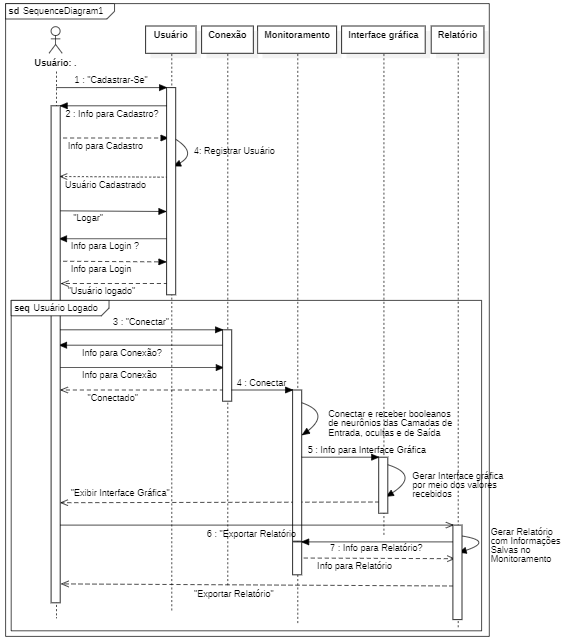 sd SequenceDiagram1
Usuário: .
Usuário
Conexão
Monitoramento
Interface gráfica
Relatório
1 : "Cadastrar-Se"
2 : Info para Cadastro?
Info para Cadastro
4: Registrar Usuário
Usuário Cadastrado
"Logar"
Info para Login ?
Info para Login
"Usuário logado"
seq Usuário Logado
3 : "Conectar"
Info para Conexão?
Info para Conexão
4 : Conectar
"Conectado"
Conectar e receber booleanos
de neurônios das Camadas de
Entrada, ocultas e de Saída
5 : Info para Interface Gráfica
Gerar Interface gráfica
por meio dos valores
recebidos
"Exibir Interface Gráfica"
6 : "Exportar Relatório
Gerar Relatório
com Informações
Salvas no
Monitoramento
7 : Info para Relatório?
Info para Relatório
"Exportar Relatório"